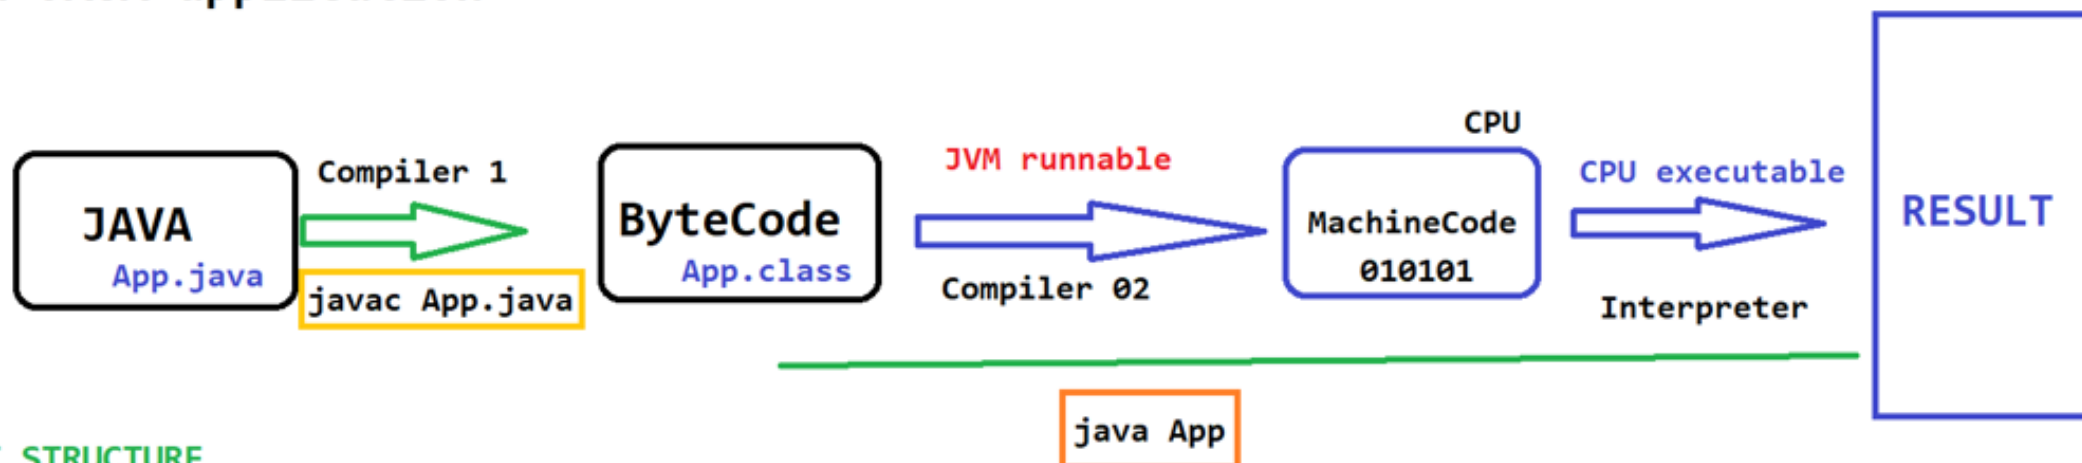 JAVA
App.java
Compiler 1
javac App.java
ByteCode
App.class
JVM runnable
Compiler 02
CPU
MachineCode
010101
CPU executable
Interpreter
RESULT
java App
STRUCTURE